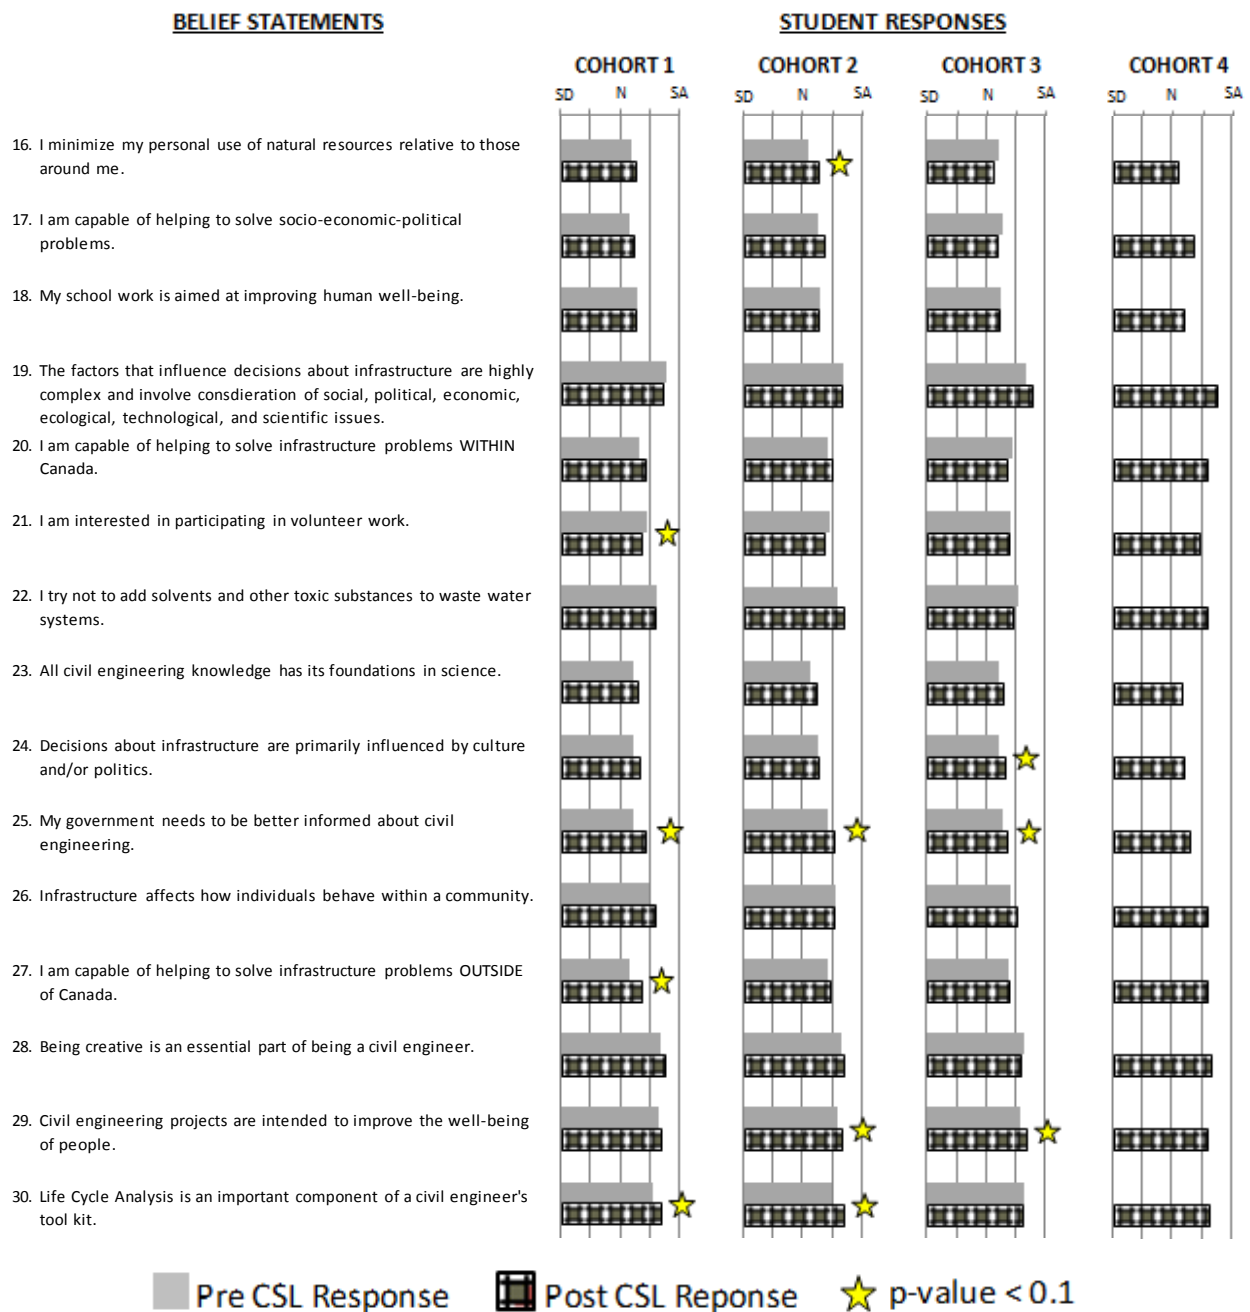 BELIEF STATEMENTS
STUDENT RESPONSES
COHORT 1
COHORT 2
COHORT 3
COHORT 4
SD N SA
SD N SA
SD N SA
SD N SA
16. I minimize my personal use of natural resources relative to those
around me.
17. I am capable of helping to solve socio-economic-political
problems.
18. My school work is aimed at improving human well-being.
19. The factors that influence decisions about infrastructure are highly
complex and involve consdieration of social, political, economic,
ecological, technological, and scientific issues.
20. I am capable of helping to solve infrastructure problems WITHIN
Canada.
21. I am interested in participating in volunteer work.
22. I try not to add solvents and other toxic substances to waste water
systems.
23. All civil engineering knowledge has its foundations in science.
24. Decisions about infrastructure are primarily influenced by culture
and/or politics.
25. My government needs to be better informed about civil
engineering.
26. Infrastructure affects how individuals behave within a community.
27. I am capable of helping to solve infrastructure problems OUTSIDE
of Canada.
28. Being creative is an essential part of being a civil engineer.
29. Civil engineering projects are intended to improve the well-being
of people.
30. Life Cycle Analysis is an important component of a civil engineer's
tool kit.
Pre CSL Response
Post CSL Reponse
p-value < 0.1